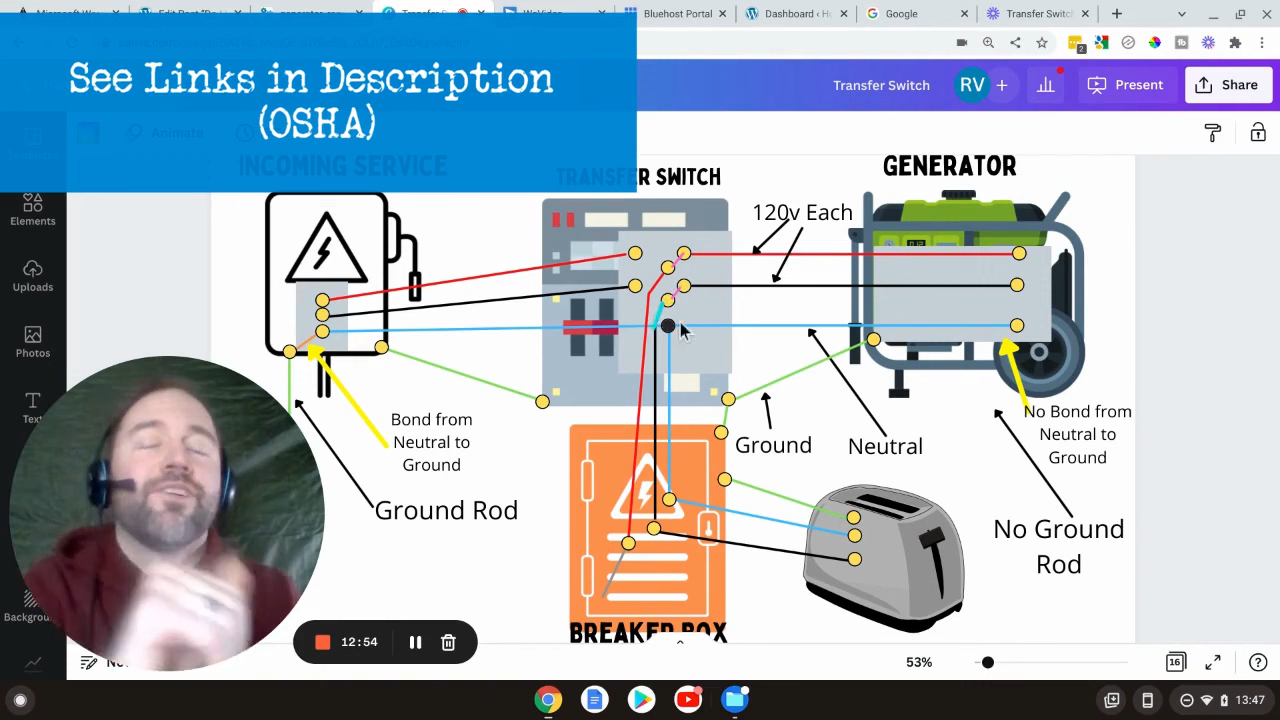 Bluehost Portal
Google
Transfer Switch
See Links in Description
(OSHA)
Transfer Switch
RV
Present
Share
Animate
Elements
Uploads
Photos
Text
INCOMING SERVICE
TRANSFER SWITCH
GENERATOR
120v Each
Bond from
Neutral to
Ground
Ground Rod
Ground
Neutral
No Bond from
Neutral to
Ground
No Ground
Rod
BREAKER BOX
12:54
53%
16
13:47